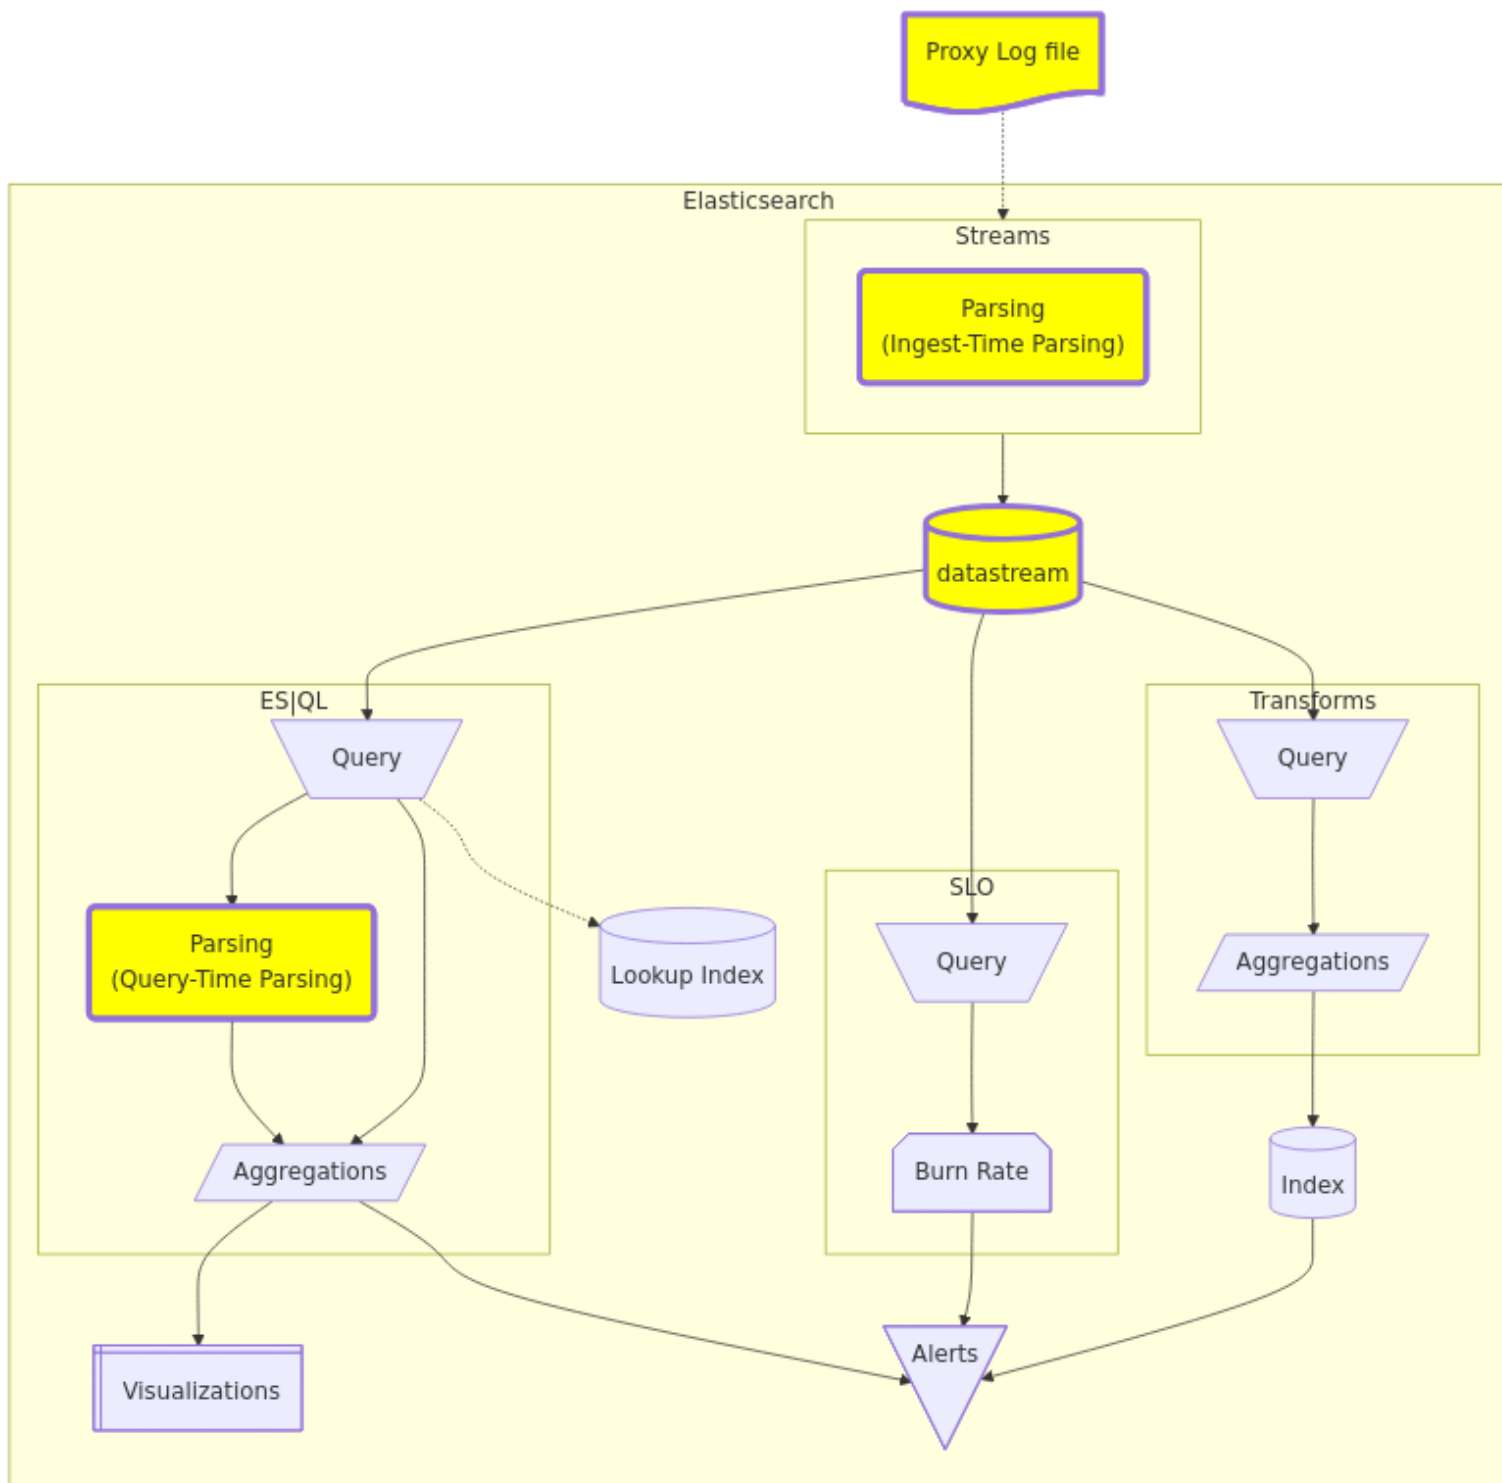 Proxy Log file
Elasticsearch
Streams
Parsing
(Ingest-Time Parsing)
datastream
ES|QL
Query
Transforms
Query
Parsing
(Query-Time Parsing)
Lookup Index
SLO
Query
Aggregations
Aggregations
Burn Rate
Index
Visualizations
Alerts